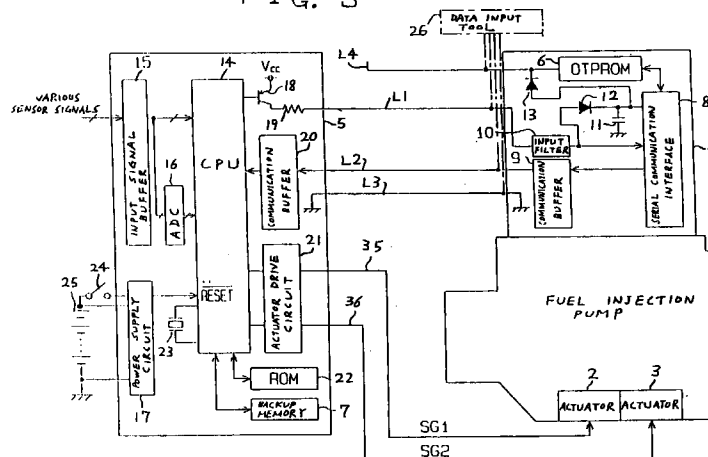 FIG. 3
DATA INPUT
TOOL
26
15
14
Vcc
18
L4
6
OTPROM
8
VARIOUS
SENSOR SIGNALS
INPUT SIGNAL
BUFFER
16
ADC
CPU
19
L1
5
20
COMMUNICATION
BUFFER
L2
L3
13
12
10
11
INPUT
FILTER
9
COMMUNICATION
BUFFER
SERIAL COMMUNICATION
INTERFACE
21
ACTUATOR DRIVE
CIRCUIT
35
36
24
25
RESET
23
POWER SUPPLY
CIRCUIT
17
ROM
22
BACKUP
MEMORY
7
FUEL INJECTION
PUMP
2
3
ACTUATOR
ACTUATOR
SG1
SG2